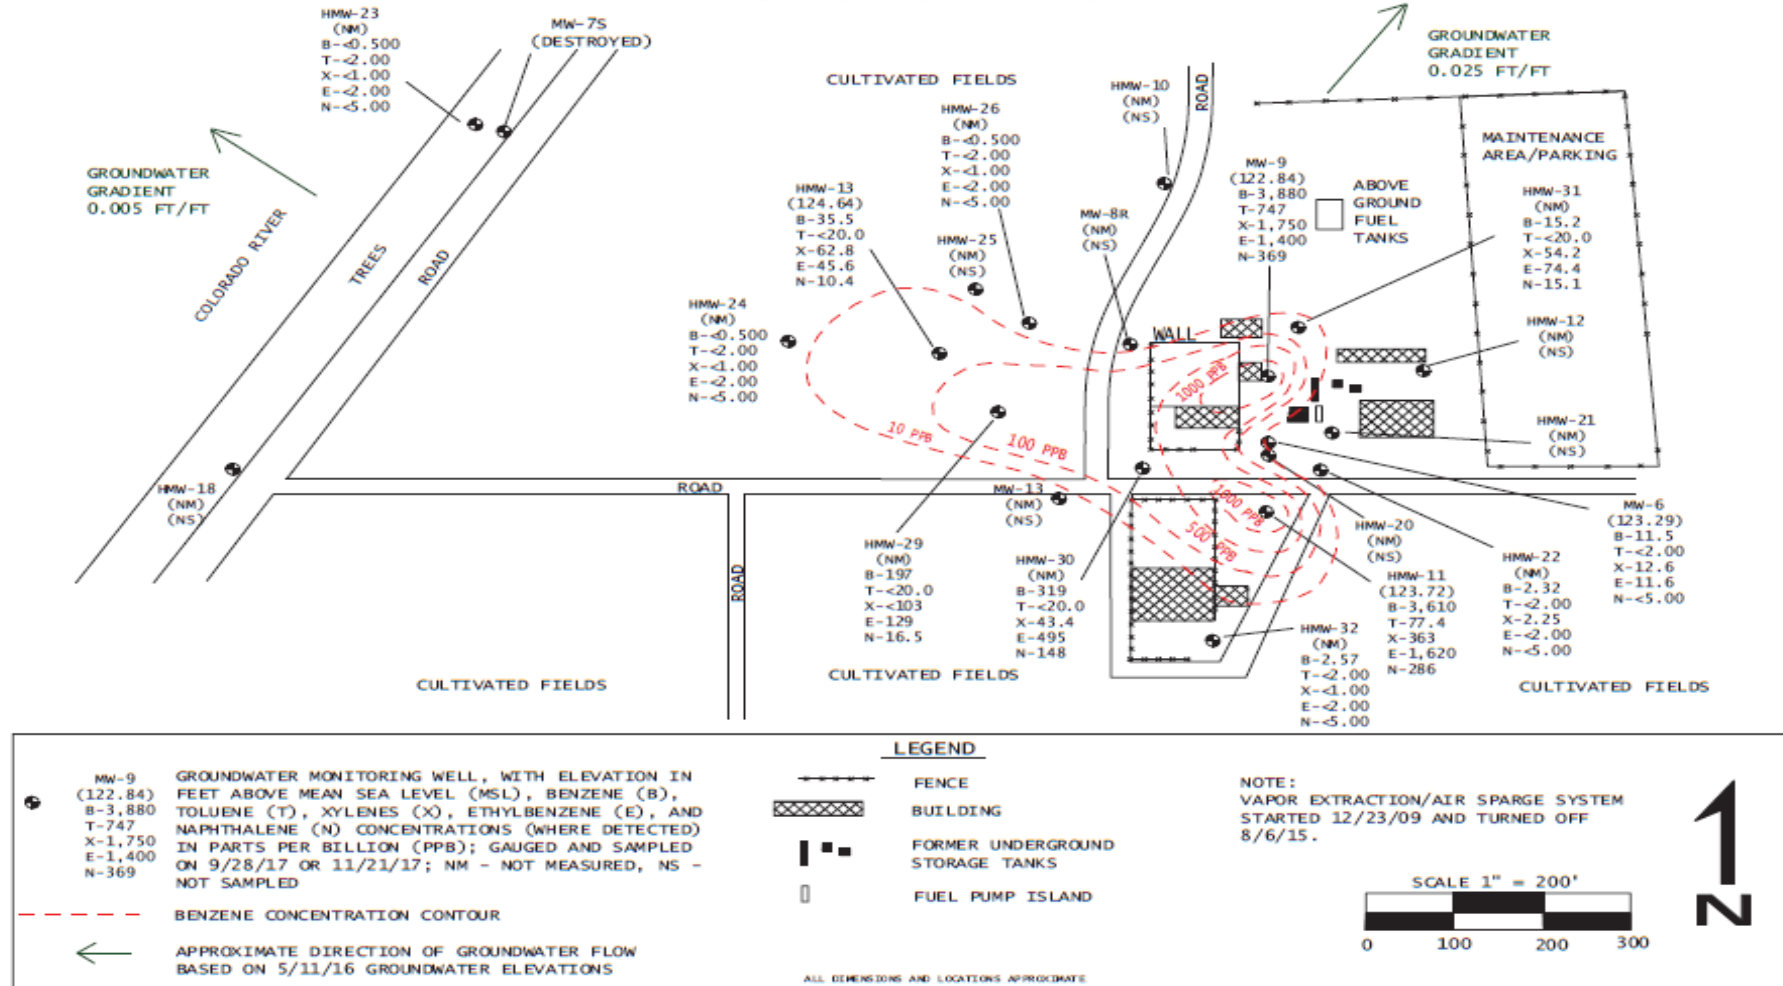 HMW-23
(NM)
B-<0.500
T-<2.00
X-<1.00
E-<2.00
N-<5.00
MW-7S
(DESTROYED)
GROUNDWATER
GRADIENT
0.005 FT/FT
COLORADO RIVER
TREES
ROAD
CULTIVATED FIELDS
HMW-26
(NM)
B-<0.500
T-<2.00
X-<1.00
E-<2.00
N-<5.00
HMW-10
(NM)
(NS)
ROAD
GROUNDWATER
GRADIENT
0.025 FT/FT
MAINTENANCE
AREA/PARKING
MW-9
(122.84)
B-3,880
T-747
X-1,750
E-1,400
N-369
ABOVE
GROUND
FUEL
TANKS
HMW-31
(NM)
B-15.2
T-<20.0
X-54.2
E-74.4
N-15.1
HMW-13
(124.64)
B-35.5
T-<20.0
X-62.8
E-45.6
N-10.4
HMW-25
(NM)
(NS)
MW-8R
(NM)
(NS)
HMW-24
(NM)
B-<0.500
T-<2.00
X-<1.00
E-<2.00
N-<5.00
WALL
HMW-12
(NM)
(NS)
1000 PPB
10 PPB
100 PPB
HMW-21
(NM)
(NS)
HMW-18
(NM)
(NS)
ROAD
MW-13
(NM)
(NS)
1000 PPB
500 PPB
HMW-20
(NM)
(NS)
MW-6
(123.29)
B-11.5
T-<2.00
X-12.6
E-11.6
N-<5.00
HMW-29
(NM)
B-197
T-<20.0
X-<103
E-129
N-16.5
HMW-30
(NM)
B-319
T-<20.0
X-43.4
E-495
N-148
HMW-22
(NM)
B-2.32
T-<2.00
X-2.25
E-<2.00
N-<5.00
HMW-11
(123.72)
B-3,610
T-77.4
X-363
E-1,620
N-286
HMW-32
(NM)
B-2.57
T-<2.00
X-<1.00
E-<2.00
N-<5.00
ROAD
CULTIVATED FIELDS
CULTIVATED FIELDS
CULTIVATED FIELDS
LEGEND
MW-9
(122.84)
B-3,880
T-747
X-1,750
E-1,400
N-369
GROUNDWATER MONITORING WELL, WITH ELEVATION IN
FEET ABOVE MEAN SEA LEVEL (MSL), BENZENE (B),
TOLUENE (T), XYLENES (X), ETHYLBENZENE (E), AND
NAPHTHALENE (N) CONCENTRATIONS (WHERE DETECTED)
IN PARTS PER BILLION (PPB); GAUGED AND SAMPLED
ON 9/28/17 OR 11/21/17; NM - NOT MEASURED, NS -
NOT SAMPLED
BENZENE CONCENTRATION CONTOUR
APPROXIMATE DIRECTION OF GROUNDWATER FLOW
BASED ON 5/11/16 GROUNDWATER ELEVATIONS
FENCE
BUILDING
FORMER UNDERGROUND
STORAGE TANKS
FUEL PUMP ISLAND
NOTE:
VAPOR EXTRACTION/AIR SPARGE SYSTEM
STARTED 12/23/09 AND TURNED OFF
8/6/15.
SCALE 1" = 200'
0 100 200 300
N
ALL DIMENSIONS AND LOCATIONS APPROXIMATE